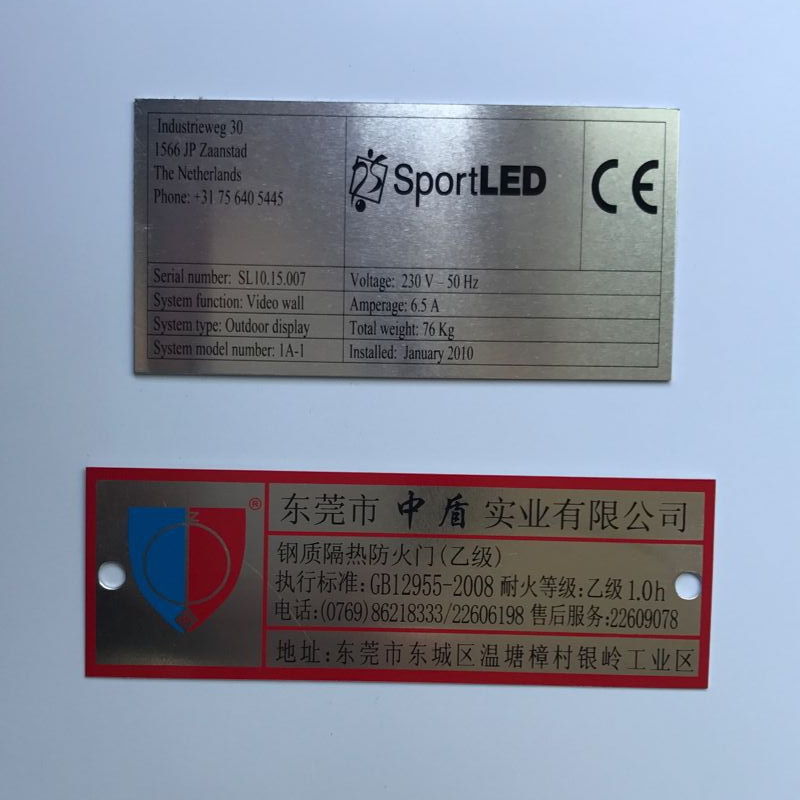 Industrieweg 30
1566 JP Zaanstad
The Netherlands
Phone: +31 75 640 5445
SportLED
CE
Serial number: SL10.15.007
Voltage: 230 V – 50 Hz
System function: Video wall
Amperage: 6.5 A
System type: Outdoor display
Total weight: 76 Kg
System model number: 1A-1
Installed: January 2010
®
东莞市 中盾 实业有限公司
钢质隔热防火门(乙级)
执行标准:GB12955-2008 耐火等级:乙级 1.0h
电话:(0769)86218333/22606198 售后服务:22609078
地址:东莞市东城区温塘樟村银岭工业区